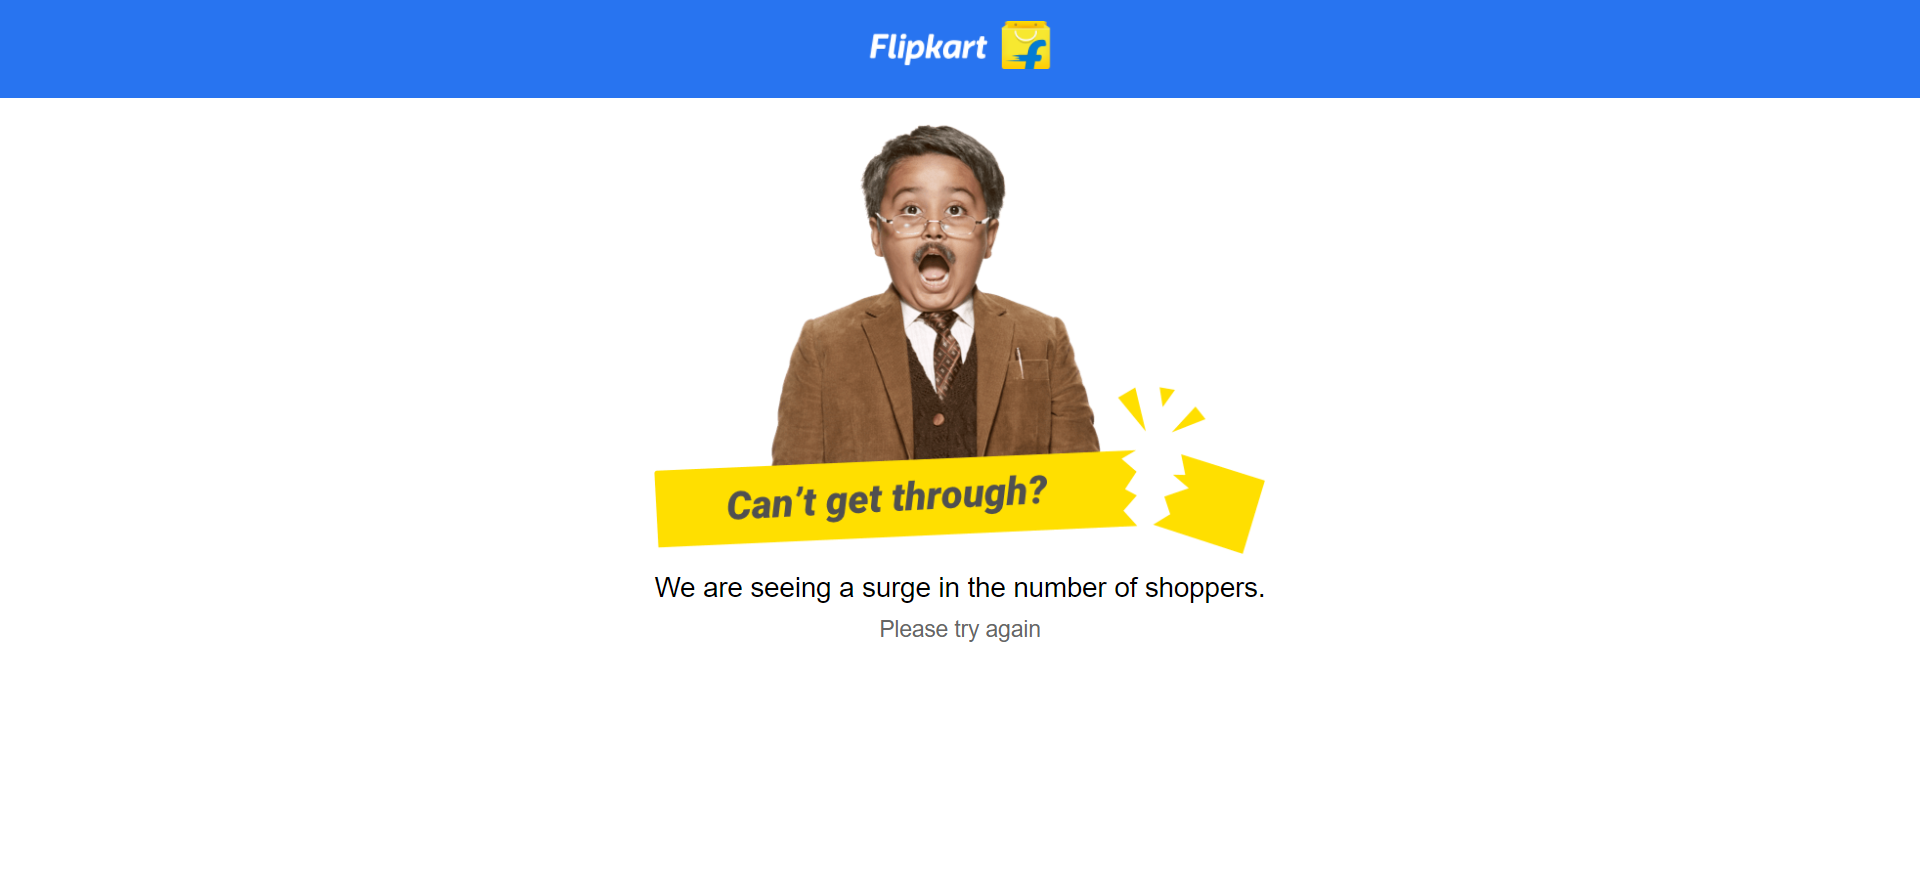 Flipkart
Can’t get through?
We are seeing a surge in the number of shoppers.
Please try again